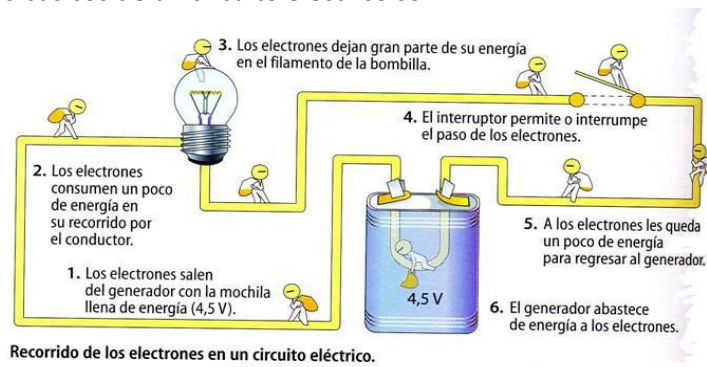 3. Los electrones dejan gran parte de su energía
en el filamento de la bombilla.
4. El interruptor permite o interrumpe
el paso de los electrones.
2. Los electrones
consumen un poco
de energía en
su recorrido por
el conductor.
5. A los electrones les queda
un poco de energía
para regresar al generador.
1. Los electrones salen
del generador con la mochila
llena de energía (4,5 V).
4,5 V
6. El generador abastece
de energía a los electrones.
Recorrido de los electrones en un circuito eléctrico.